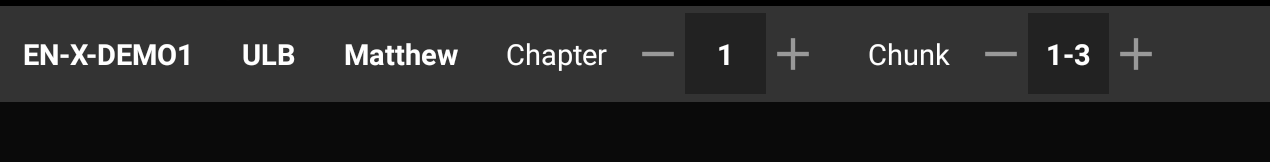 EN-X-DEMO1 ULB Matthew Chapter − 1 + Chunk − 1-3 +